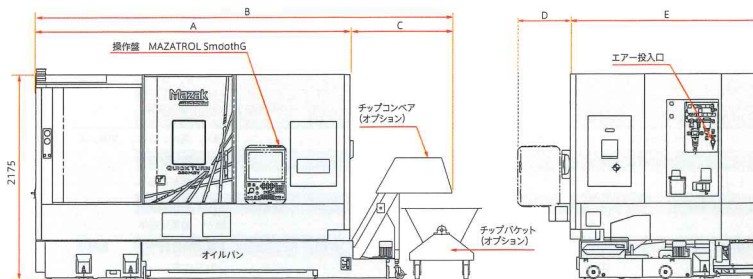 B
A
C
D
E
操作盤 MAZATROL SmoothG
エアー投入口
Mazak
チップコンベア
(オプション)
QUICK TURN
2175
チップバケット
(オプション)
オイルパン